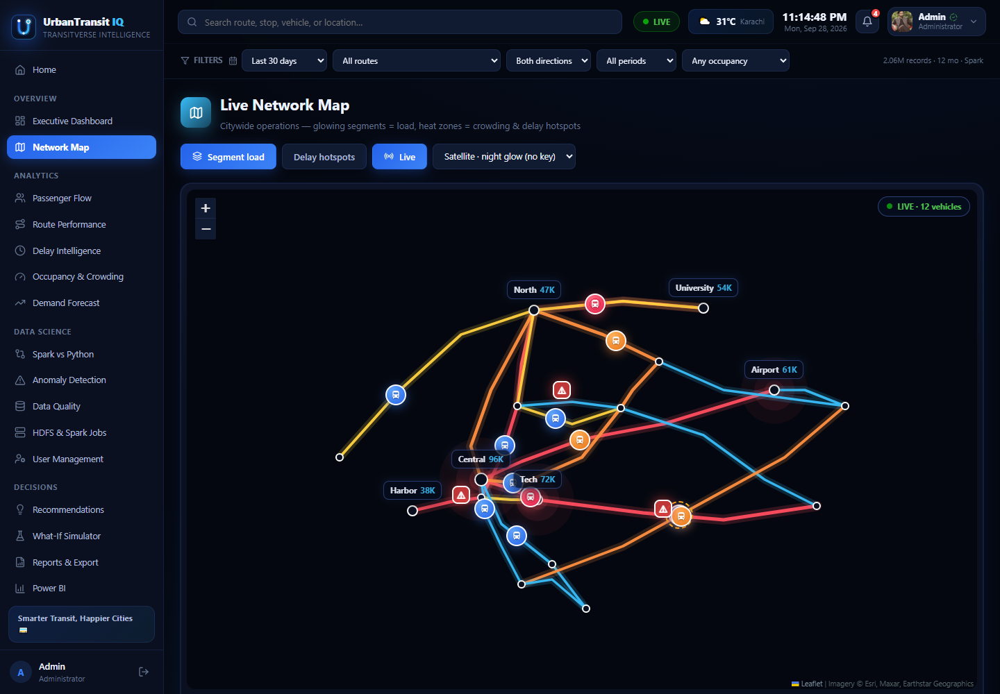 UrbanTransit IQ
TRANSITVERSE INTELLIGENCE
Search route, stop, vehicle, or location...
LIVE
31°C Karachi
11:14:48 PM
Mon, Sep 28, 2026
4
Admin
Administrator
FILTERS
Last 30 days
All routes
Both directions
All periods
Any occupancy
2.06M records · 12 mo · Spark
Home
OVERVIEW
Executive Dashboard
Network Map
ANALYTICS
Passenger Flow
Route Performance
Delay Intelligence
Occupancy & Crowding
Demand Forecast
DATA SCIENCE
Spark vs Python
Anomaly Detection
Data Quality
HDFS & Spark Jobs
User Management
DECISIONS
Recommendations
What-If Simulator
Reports & Export
Power BI
Smarter Transit, Happier Cities
A
Admin
Administrator
Live Network Map
Citywide operations — glowing segments = load, heat zones = crowding & delay hotspots
Segment load
Delay hotspots
Live
Satellite · night glow (no key)
+
−
LIVE · 12 vehicles
North 47K
University 54K
Airport 61K
Central 96K
Tech 72K
Harbor 38K
Leaflet | Imagery © Esri, Maxar, Earthstar Geographics